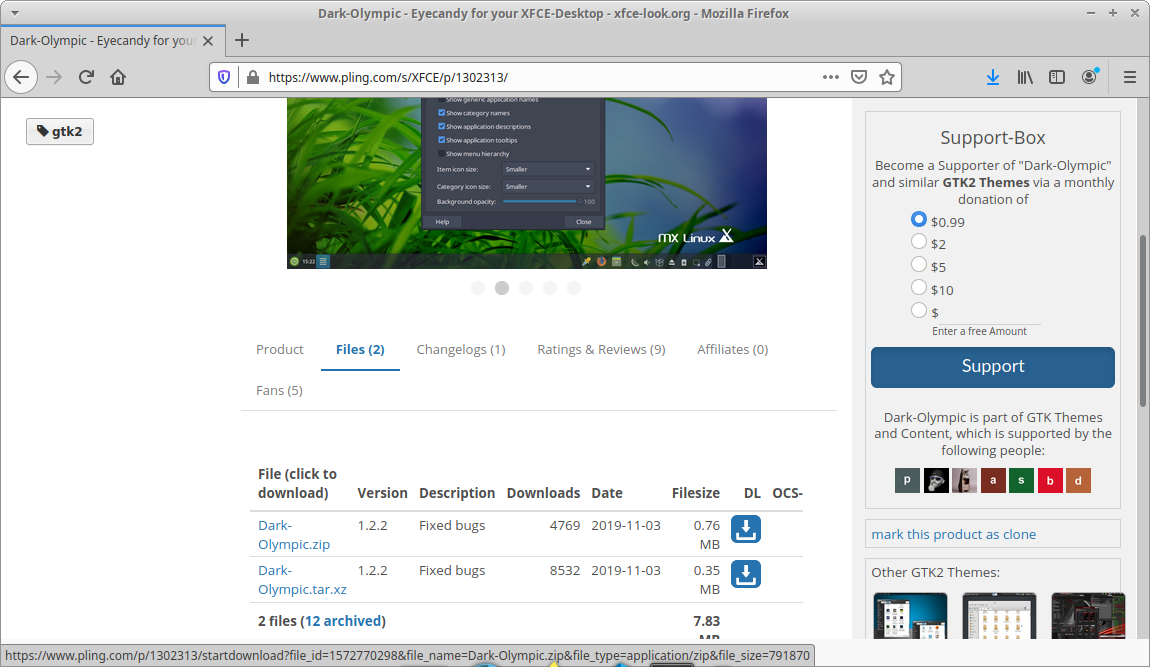 Dark-Olympic - Eyecandy for your XFCE-Desktop - xfce-look.org - Mozilla Firefox
Dark-Olympic - Eyecandy for your
https://www.pling.com/s/XFCE/p/1302313/
gtk2
Show generic application names
Show category names
Show application descriptions
Show application tooltips
Show menu hierarchy
Item icon size: Smaller
Category icon size: Smaller
Background opacity: 100
Help Close
MX Linux
15:22
Product Files (2) Changelogs (1) Ratings & Reviews (9) Affiliates (0)
Fans (5)
File (click to
download) Version Description Downloads Date Filesize DL OCS-
Dark- 1.2.2 Fixed bugs 4769 2019-11-03 0.76
Olympic.zip MB
Dark- 1.2.2 Fixed bugs 8532 2019-11-03 0.35
Olympic.tar.xz MB
2 files (12 archived) 7.83
MB
Support-Box
Become a Supporter of "Dark-Olympic"
and similar GTK2 Themes via a monthly
donation of
$0.99
$2
$5
$10
$
Enter a free Amount
Support
Dark-Olympic is part of GTK Themes
and Content, which is supported by the
following people:
p a s b d
mark this product as clone
Other GTK2 Themes:
https://www.pling.com/p/1302313/startdownload?file_id=1572770298&file_name=Dark-Olympic.zip&file_type=application/zip&file_size=791870